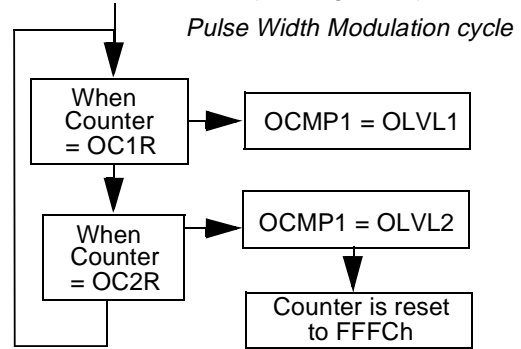 Pulse Width Modulation cycle
When
Counter
= OC1R
OCMP1 = OLVL1
When
Counter
= OC2R
OCMP1 = OLVL2
Counter is reset
to FFFCh